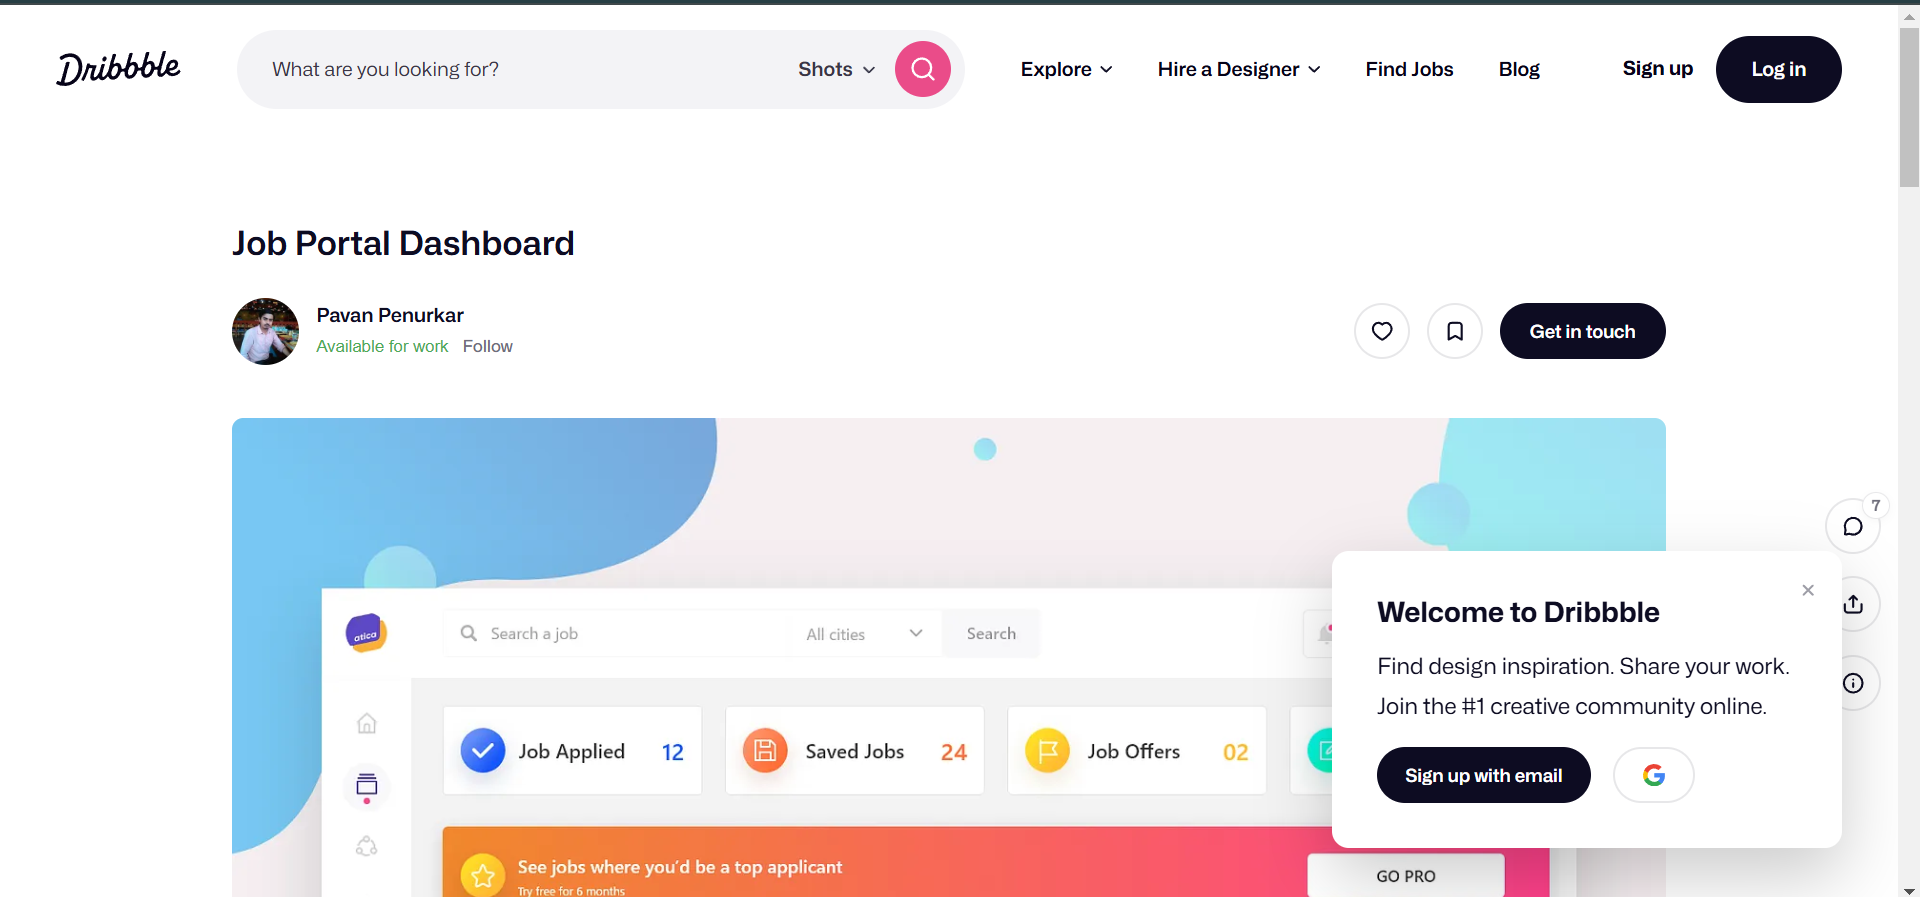 Dribbble
What are you looking for?
Shots
Explore
Hire a Designer
Find Jobs
Blog
Sign up
Log in
Job Portal Dashboard
Pavan Penurkar
Available for work Follow
Get in touch
7
atica
Search a job
All cities
Search
Job Applied 12
Saved Jobs 24
Job Offers 02
See jobs where you'd be a top applicant
Try free for 6 months
GO PRO
Welcome to Dribbble
Find design inspiration. Share your work.
Join the #1 creative community online.
Sign up with email
G